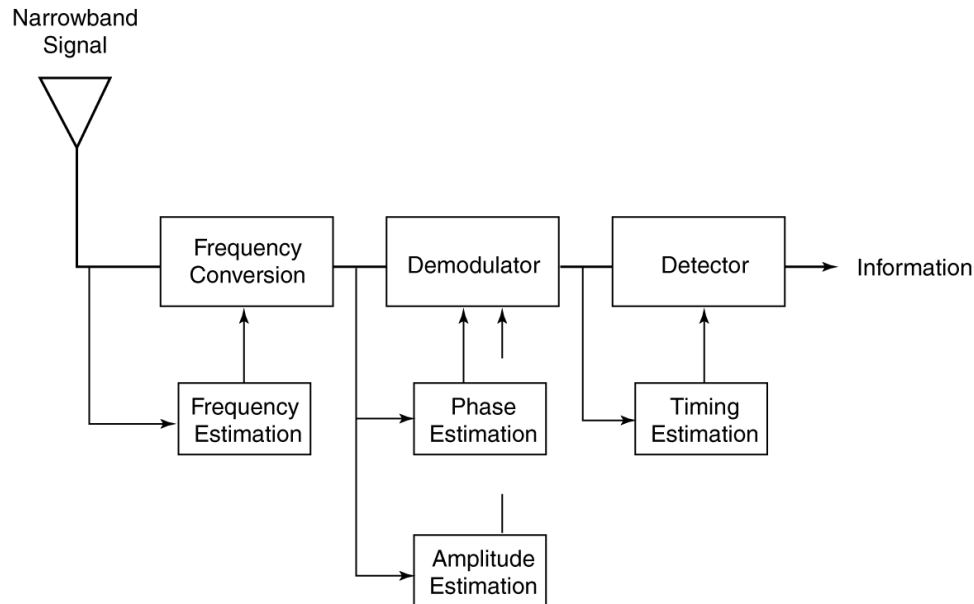 Narrowband
Signal
Frequency
Conversion
Demodulator
Detector
Information
Frequency
Estimation
Phase
Estimation
Timing
Estimation
Amplitude
Estimation